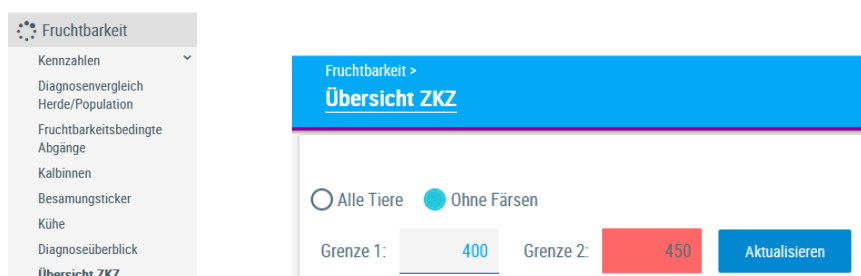 Fruchtbarkeit
Kennzahlen
Diagnosenvergleich
Herde/Population
Fruchtbarkeitsbedingte
Abgänge
Kalbinnen
Besamungsticker
Kühe
Diagnoseüberblick
Übersicht ZKZ
Fruchtbarkeit >
Übersicht ZKZ
Alle Tiere Ohne Färsen
Grenze 1: 400 Grenze 2: 450 Aktualisieren